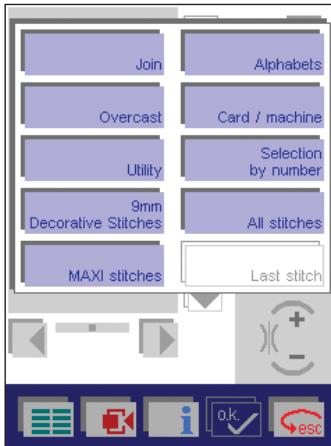 Join
Alphabets
Overcast
Card / machine
Utility
Selection
by number
9mm
Decorative Stitches
All stitches
MAXI stitches
Last stitch
+
−
i
o.k.
esc